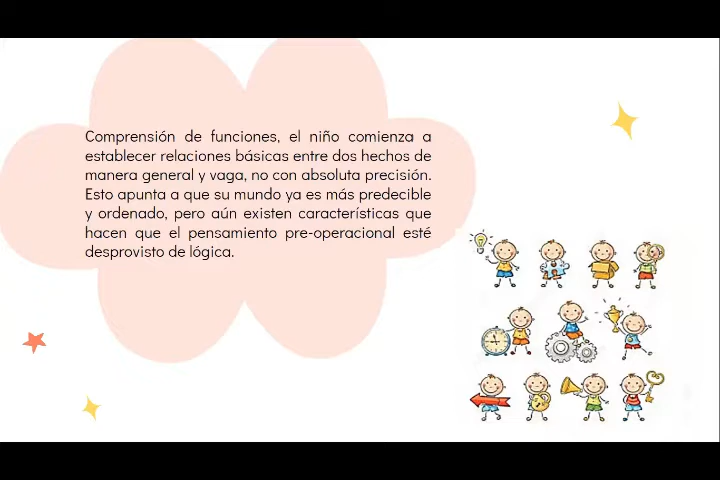 Comprensión de funciones, el niño comienza a
establecer relaciones básicas entre dos hechos de
manera general y vaga, no con absoluta precisión.
Esto apunta a que su mundo ya es más predecible
y ordenado, pero aún existen características que
hacen que el pensamiento pre-operacional esté
desprovisto de lógica.